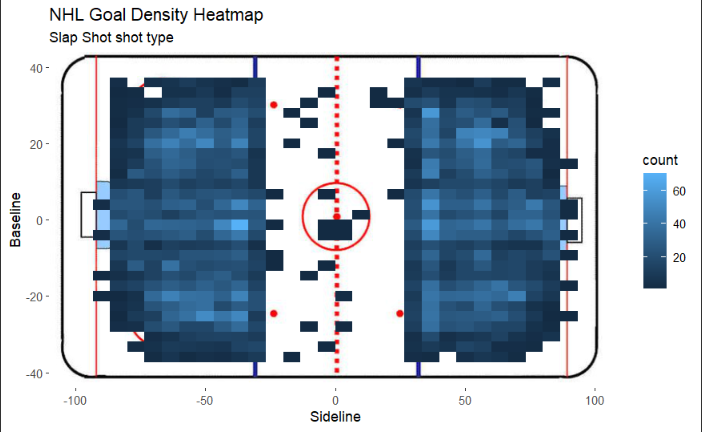 NHL Goal Density Heatmap
Slap Shot shot type
40
20
0
-20
-40
Baseline
-100
-50
0
50
100
Sideline
count
60
40
20